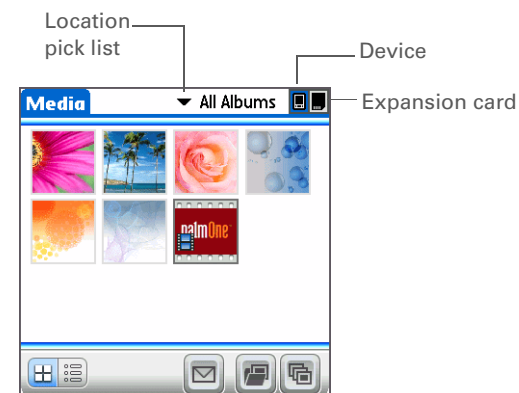 Location
pick list
Device
Media
All Albums
Expansion card
palmOne